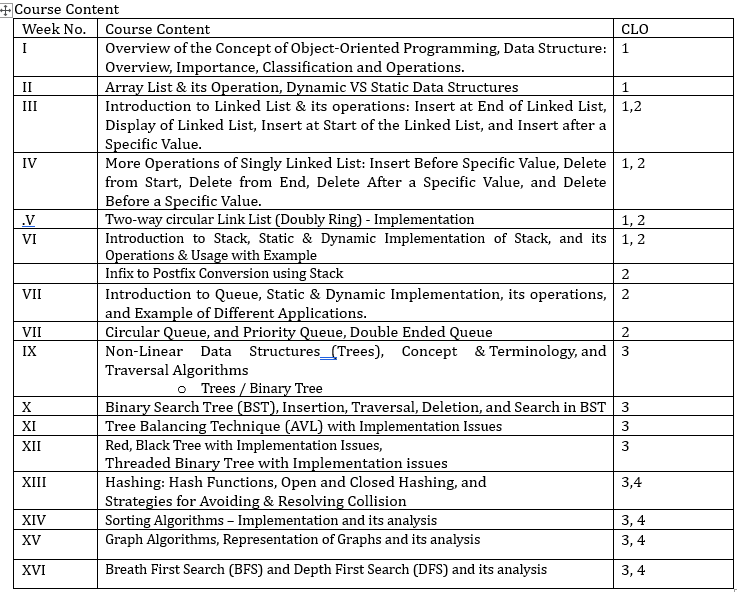 Course Content
Week No. Course Content CLO
I Overview of the Concept of Object-Oriented Programming, Data Structure: 1
Overview, Importance, Classification and Operations.
II Array List & its Operation, Dynamic VS Static Data Structures 1
III Introduction to Linked List & its operations: Insert at End of Linked List, 1,2
Display of Linked List, Insert at Start of the Linked List, and Insert after a
Specific Value.
IV More Operations of Singly Linked List: Insert Before Specific Value, Delete 1, 2
from Start, Delete from End, Delete After a Specific Value, and Delete
Before a Specific Value.
.V Two-way circular Link List (Doubly Ring) - Implementation 1, 2
VI Introduction to Stack, Static & Dynamic Implementation of Stack, and its 1, 2
Operations & Usage with Example
Infix to Postfix Conversion using Stack 2
VII Introduction to Queue, Static & Dynamic Implementation, its operations, 2
and Example of Different Applications.
VII Circular Queue, and Priority Queue, Double Ended Queue 2
IX Non-Linear Data Structures (Trees), Concept & Terminology, and 3
Traversal Algorithms
o Trees / Binary Tree
X Binary Search Tree (BST), Insertion, Traversal, Deletion, and Search in BST 3
XI Tree Balancing Technique (AVL) with Implementation Issues 3
XII Red, Black Tree with Implementation Issues, 3
Threaded Binary Tree with Implementation issues
XIII Hashing: Hash Functions, Open and Closed Hashing, and 3,4
Strategies for Avoiding & Resolving Collision
XIV Sorting Algorithms – Implementation and its analysis 3, 4
XV Graph Algorithms, Representation of Graphs and its analysis 3, 4
XVI Breath First Search (BFS) and Depth First Search (DFS) and its analysis 3, 4